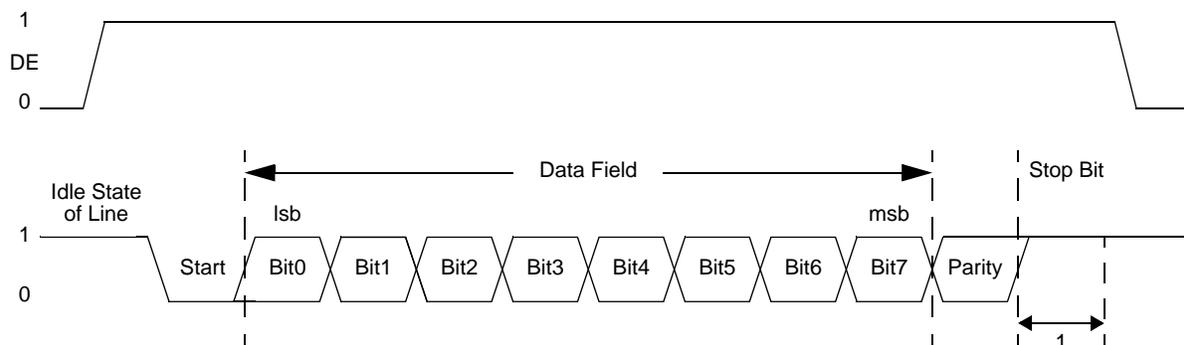 1
DE
0
Data Field
Stop Bit
Idle State
of Line
lsb
msb
1
Start
Bit0
Bit1
Bit2
Bit3
Bit4
Bit5
Bit6
Bit7
Parity
0
1